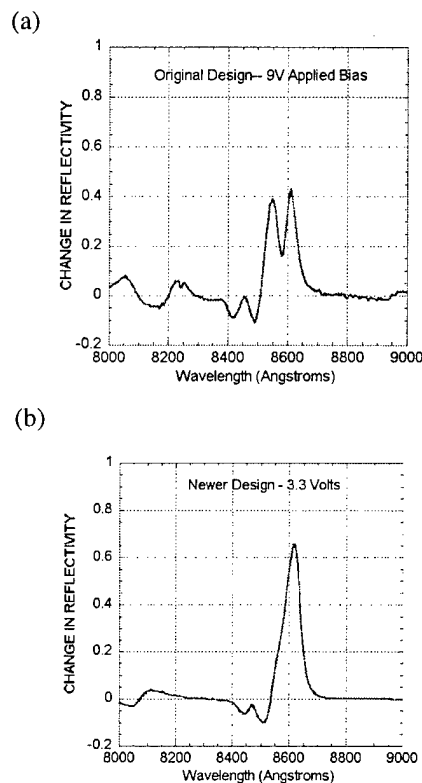 (a)
1
0.8
0.6
0.4
0.2
0
-0.2
Original Design-- 9V Applied Bias
CHANGE IN REFLECTIVITY
8000 8200 8400 8600 8800 9000
Wavelength (Angstroms)
(b)
1
0.8
0.6
0.4
0.2
0
-0.2
Newer Design - 3.3 Volts
CHANGE IN REFLECTIVITY
8000 8200 8400 8600 8800 9000
Wavelength (Angstroms)